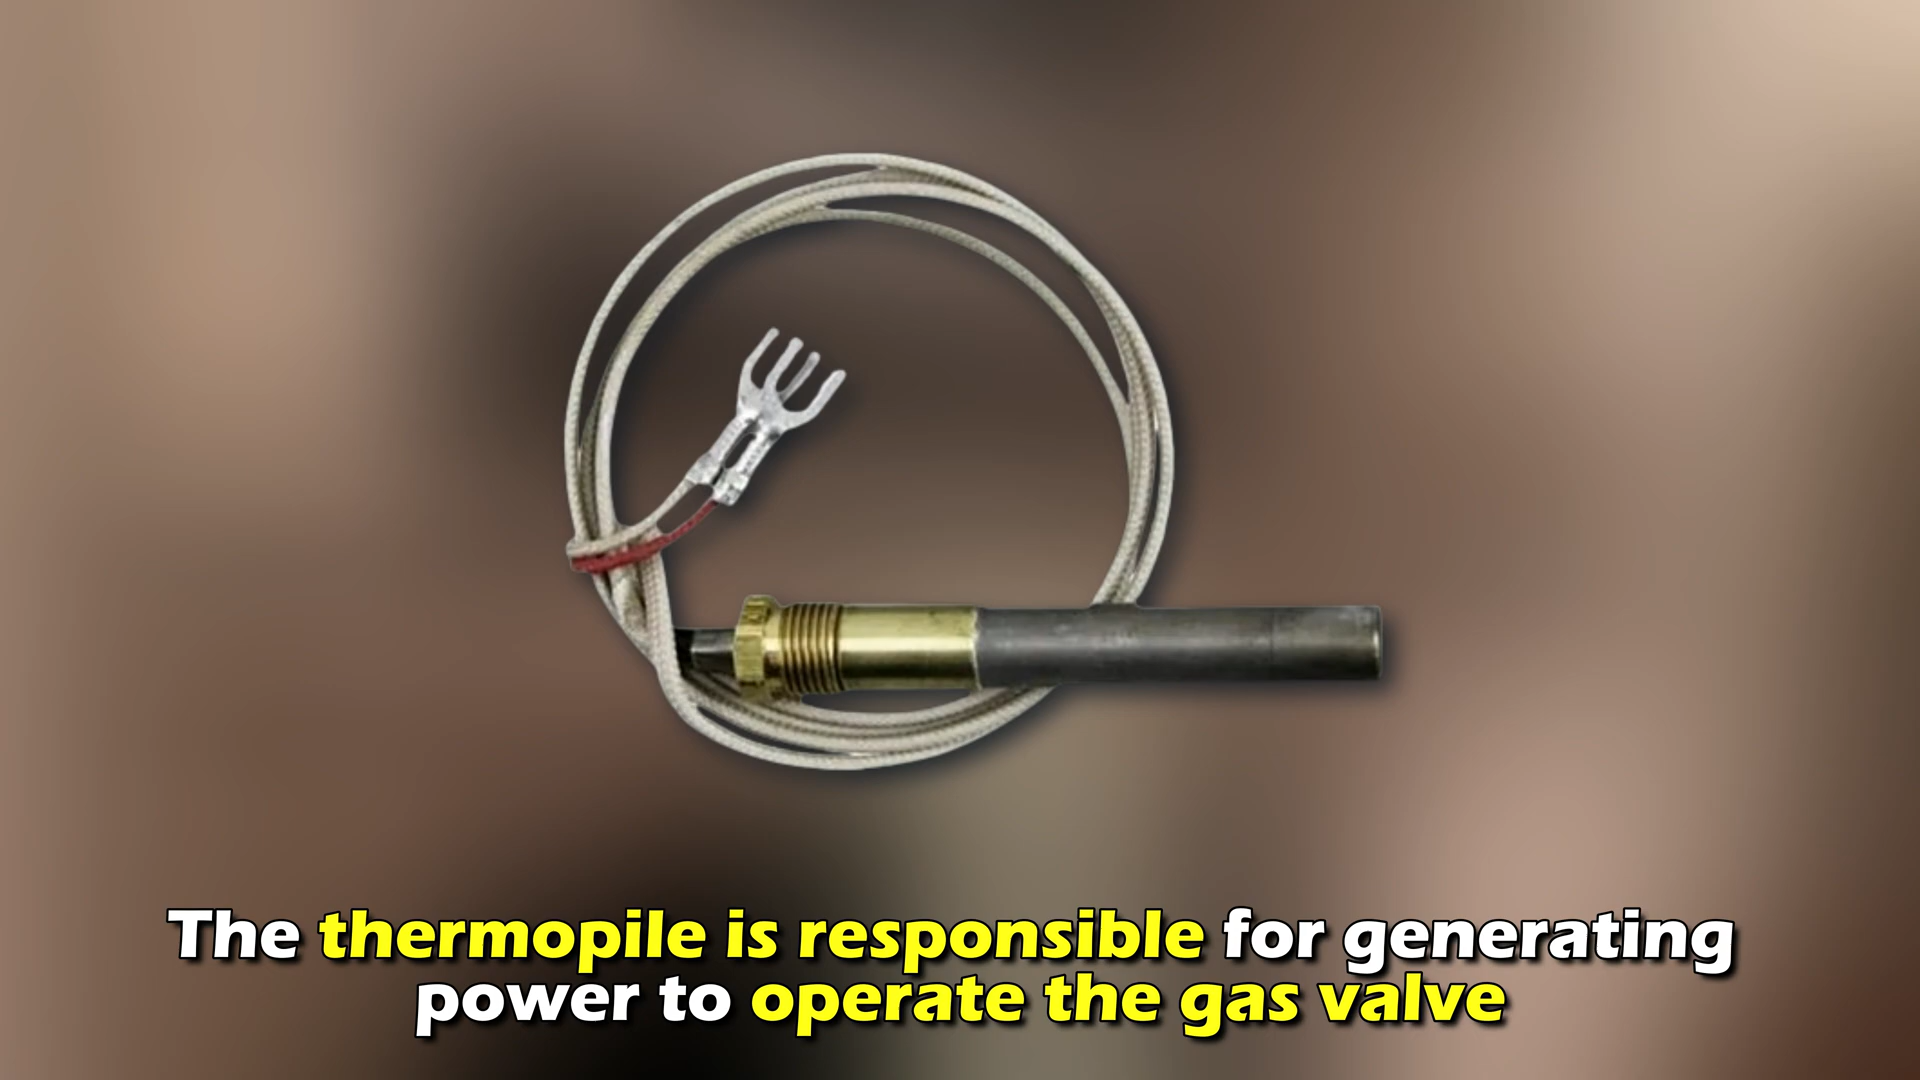 The thermopile is responsible for generating
power to operate the gas valve